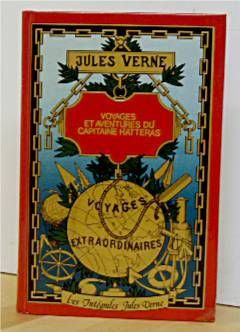 JULES VERNE
VOYAGES
ET AVENTURES DU
CAPITAINE HATTERAS
VOYAGES
EXTRAORDINAIRES
Les Intégrales Jules Verne